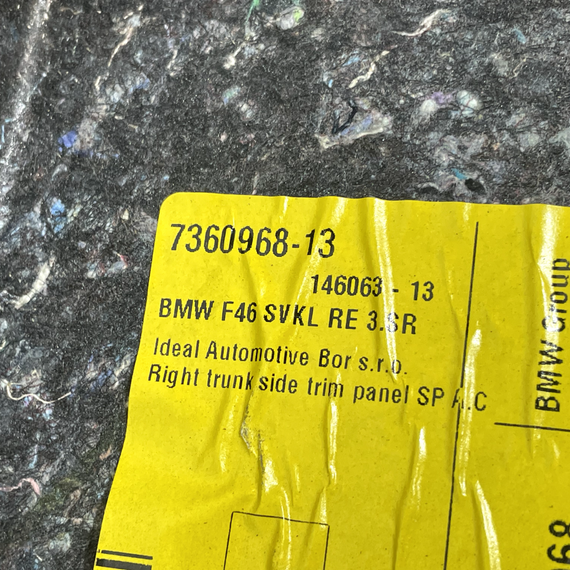 7360968-13
146063 - 13
BMW F46 SVKL RE 3.SR
Ideal Automotive Bor s.r.o.
Right trunk side trim panel SP
BMW Group